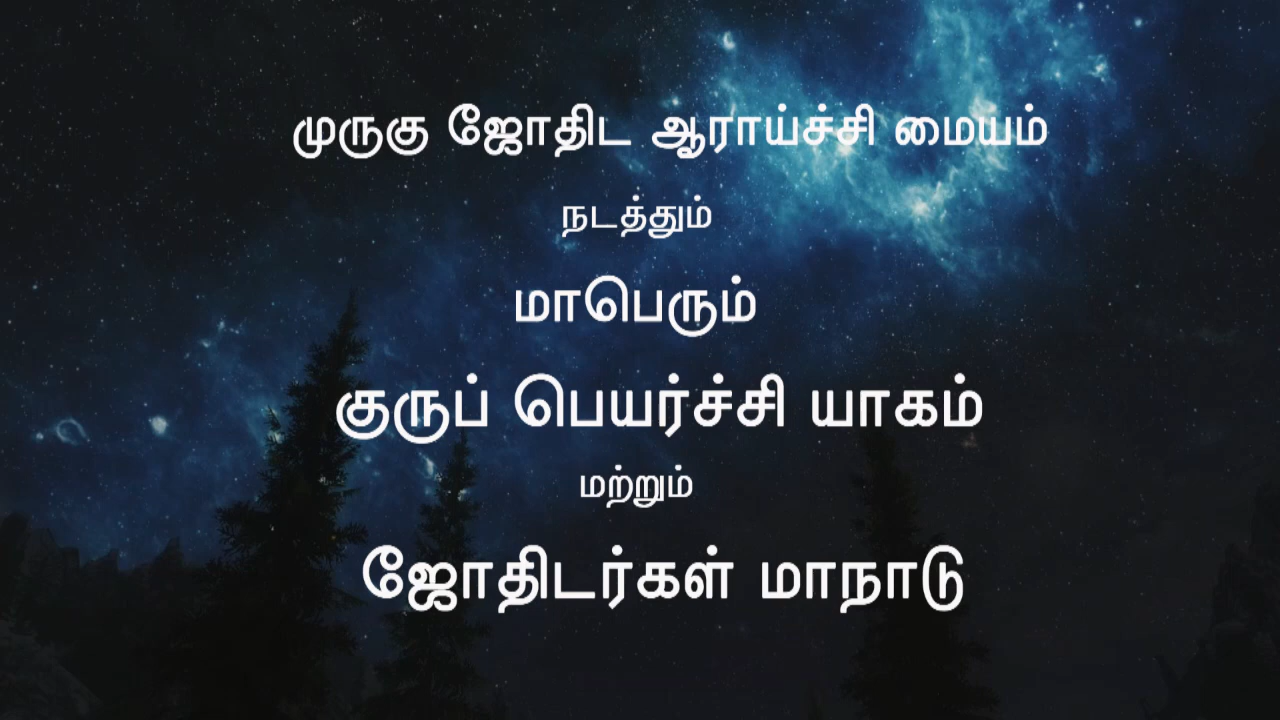 முருகு ஜோதிட ஆராய்ச்சி மையம்
நடத்தும்
மாபெரும்
குருப் பெயர்ச்சி யாகம்
மற்றும்
ஜோதிடர்கள் மாநாடு